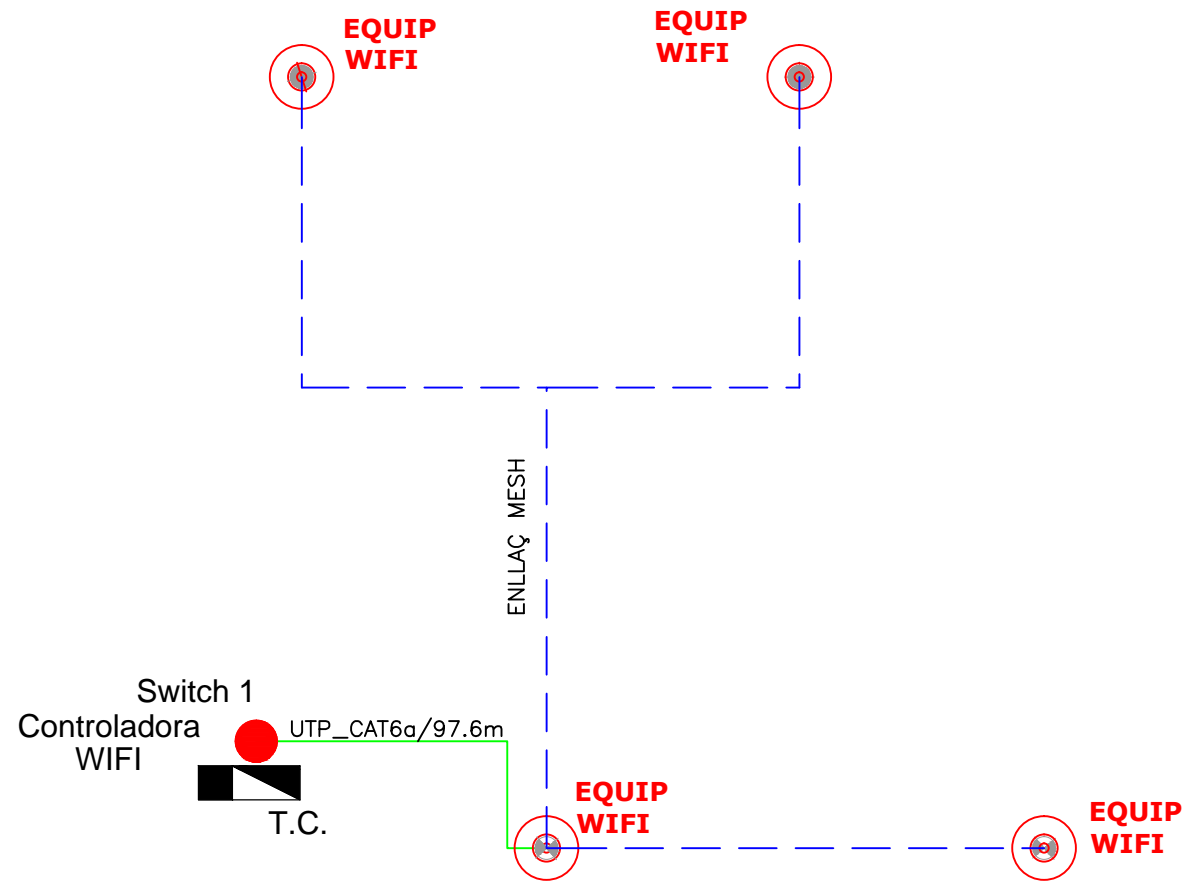 EQUIP
WIFI
EQUIP
WIFI
ENLLAÇ MESH
Switch 1
Controladora
WIFI
UTP_CAT6a/97.6m
T.C.
EQUIP
WIFI
EQUIP
WIFI